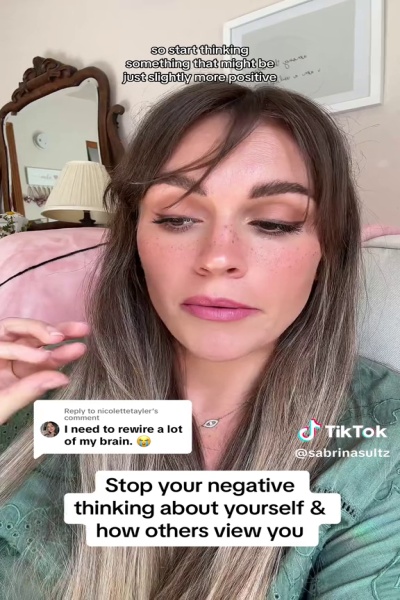 so start thinking
something that might be
just slightly more positive
Reply to nicolettetayler's
comment
I need to rewire a lot
of my brain. 😭
TikTok
@sabrinasultz
Stop your negative
thinking about yourself &
how others view you